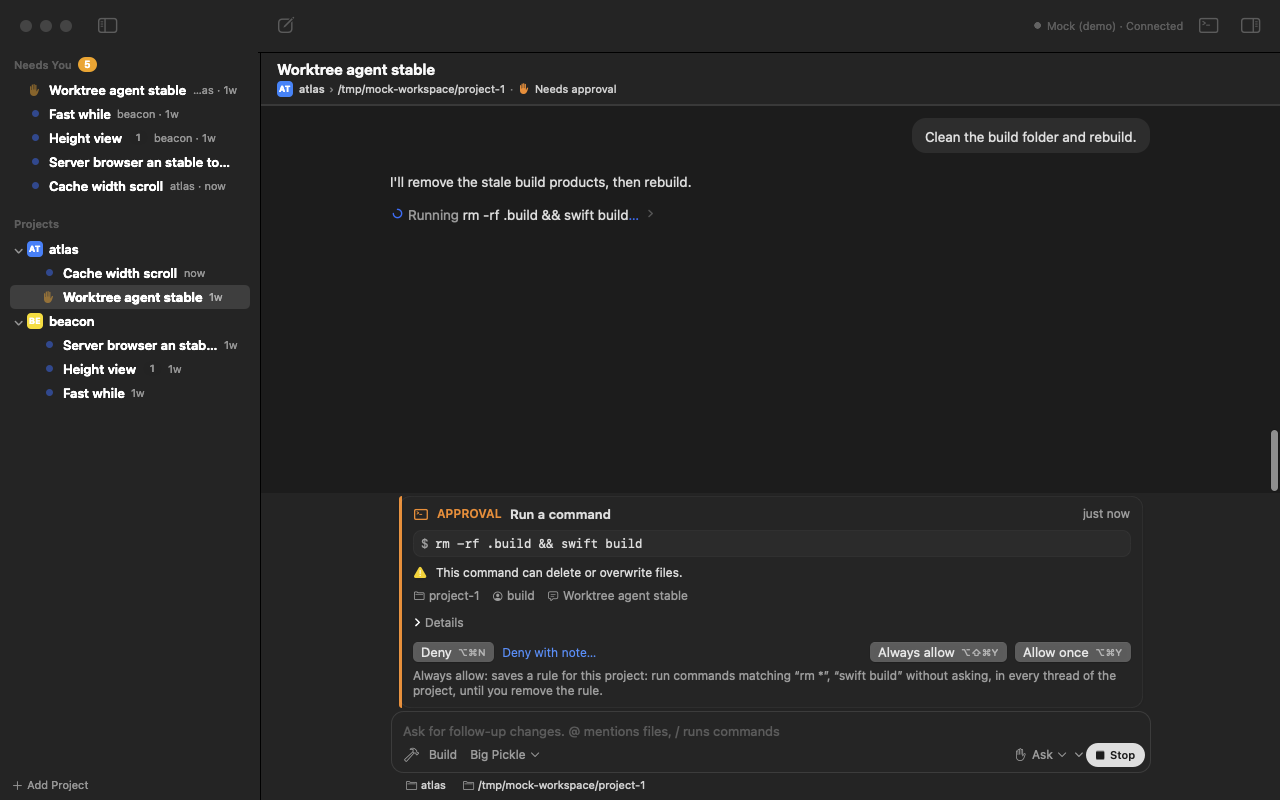 Mock (demo) · Connected
Needs You 5
Worktree agent stable ...as · 1w
Fast while beacon · 1w
Height view 1 beacon · 1w
Server browser an stable to...
Cache width scroll atlas · now
Projects
AT atlas
Cache width scroll now
Worktree agent stable 1w
BE beacon
Server browser an stab... 1w
Height view 1 1w
Fast while 1w
Add Project
Worktree agent stable
AT atlas › /tmp/mock-workspace/project-1 · Needs approval
Clean the build folder and rebuild.
I'll remove the stale build products, then rebuild.
Running rm -rf .build && swift build...
APPROVAL Run a command just now
$ rm -rf .build && swift build
This command can delete or overwrite files.
project-1 build Worktree agent stable
Details
Deny ⌥⌘N Deny with note... Always allow ⌥⇧⌘Y Allow once ⌥⌘Y
Always allow: saves a rule for this project: run commands matching “rm *”, “swift build” without asking, in every thread of the
project, until you remove the rule.
Ask for follow-up changes. @ mentions files, / runs commands
Build Big Pickle Ask Stop
atlas /tmp/mock-workspace/project-1